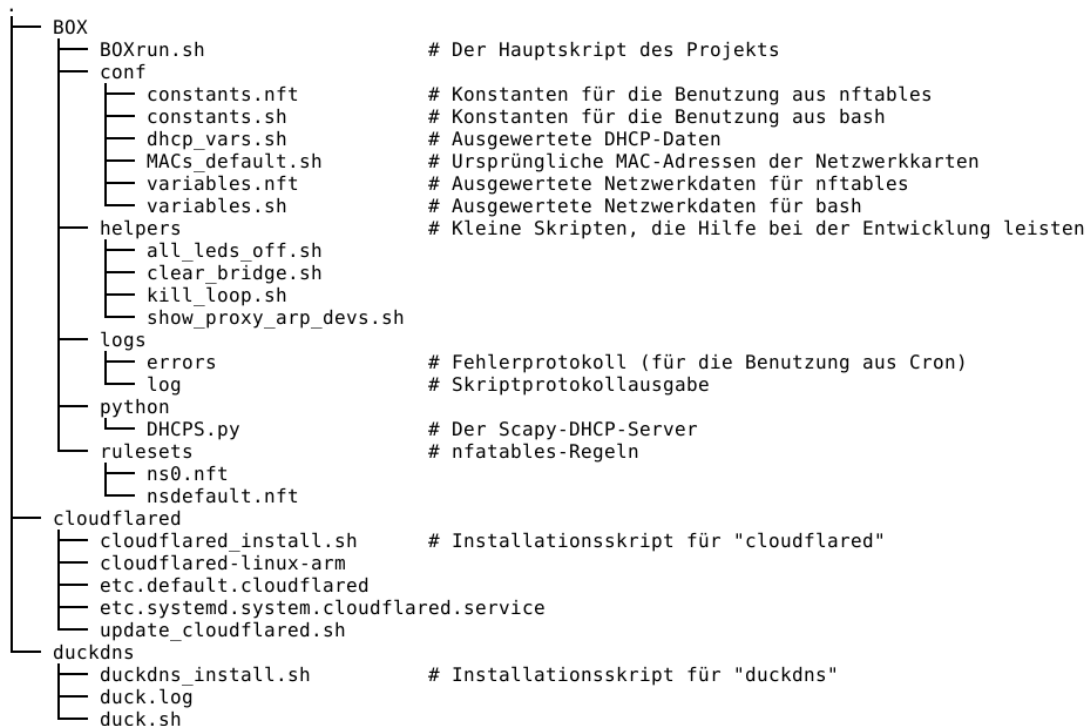 .
├── BOX
│   ├── BOXrun.sh                  # Der Hauptskript des Projekts
│   ├── conf
│   │   ├── constants.nft          # Konstanten für die Benutzung aus nftables
│   │   ├── constants.sh           # Konstanten für die Benutzung aus bash
│   │   ├── dhcp_vars.sh           # Ausgewertete DHCP-Daten
│   │   ├── MACs_default.sh        # Ursprüngliche MAC-Adressen der Netzwerkkarten
│   │   ├── variables.nft          # Ausgewertete Netzwerkdaten für nftables
│   │   └── variables.sh           # Ausgewertete Netzwerkdaten für bash
│   ├── helpers                    # Kleine Skripten, die Hilfe bei der Entwicklung leisten
│   │   ├── all_leds_off.sh
│   │   ├── clear_bridge.sh
│   │   ├── kill_loop.sh
│   │   └── show_proxy_arp_devs.sh
│   ├── logs
│   │   ├── errors                 # Fehlerprotokoll (für die Benutzung aus Cron)
│   │   └── log                    # Skriptprotokollausgabe
│   ├── python
│   │   └── DHCPS.py               # Der Scapy-DHCP-Server
│   └── rulesets                   # nfatables-Regeln
│       ├── ns0.nft
│       └── nsdefault.nft
├── cloudflared
│   ├── cloudflared_install.sh     # Installationsskript für "cloudflared"
│   ├── cloudflared-linux-arm
│   ├── etc.default.cloudflared
│   ├── etc.systemd.system.cloudflared.service
│   └── update_cloudflared.sh
└── duckdns
    ├── duckdns_install.sh         # Installationsskript für "duckdns"
    ├── duck.log
    └── duck.sh